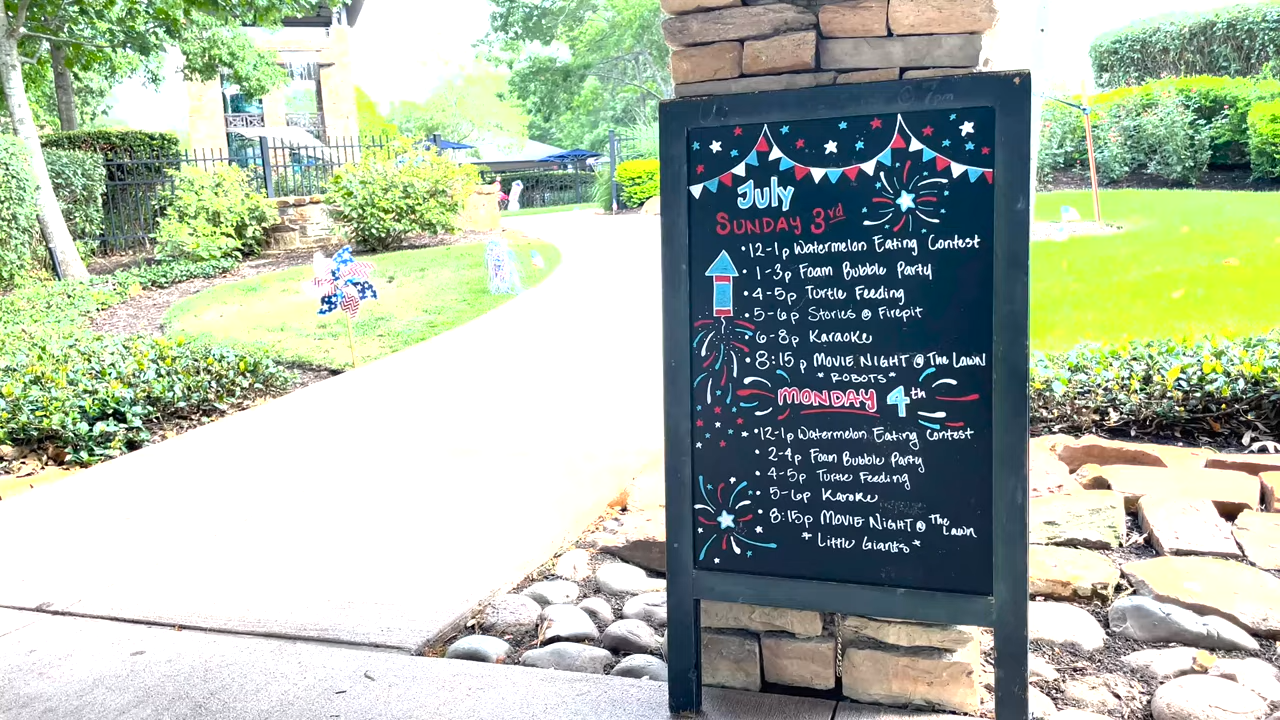 July
SUNDAY 3rd
• 12-1p Watermelon Eating Contest
• 1-3p Foam Bubble Party
• 4-5p Turtle Feeding
• 5-6p Stories @ Firepit
6-8p Karaoke
• 8:15 p MOVIE NIGHT @ The Lawn
* ROBOTS *
MONDAY 4th
• 12-1p Watermelon Eating Contest
• 2-4p Foam Bubble Party
• 4-5p Turtle Feeding
5-6p Karoke
• 8:15p MOVIE NIGHT @ The Lawn
* Little Giants *